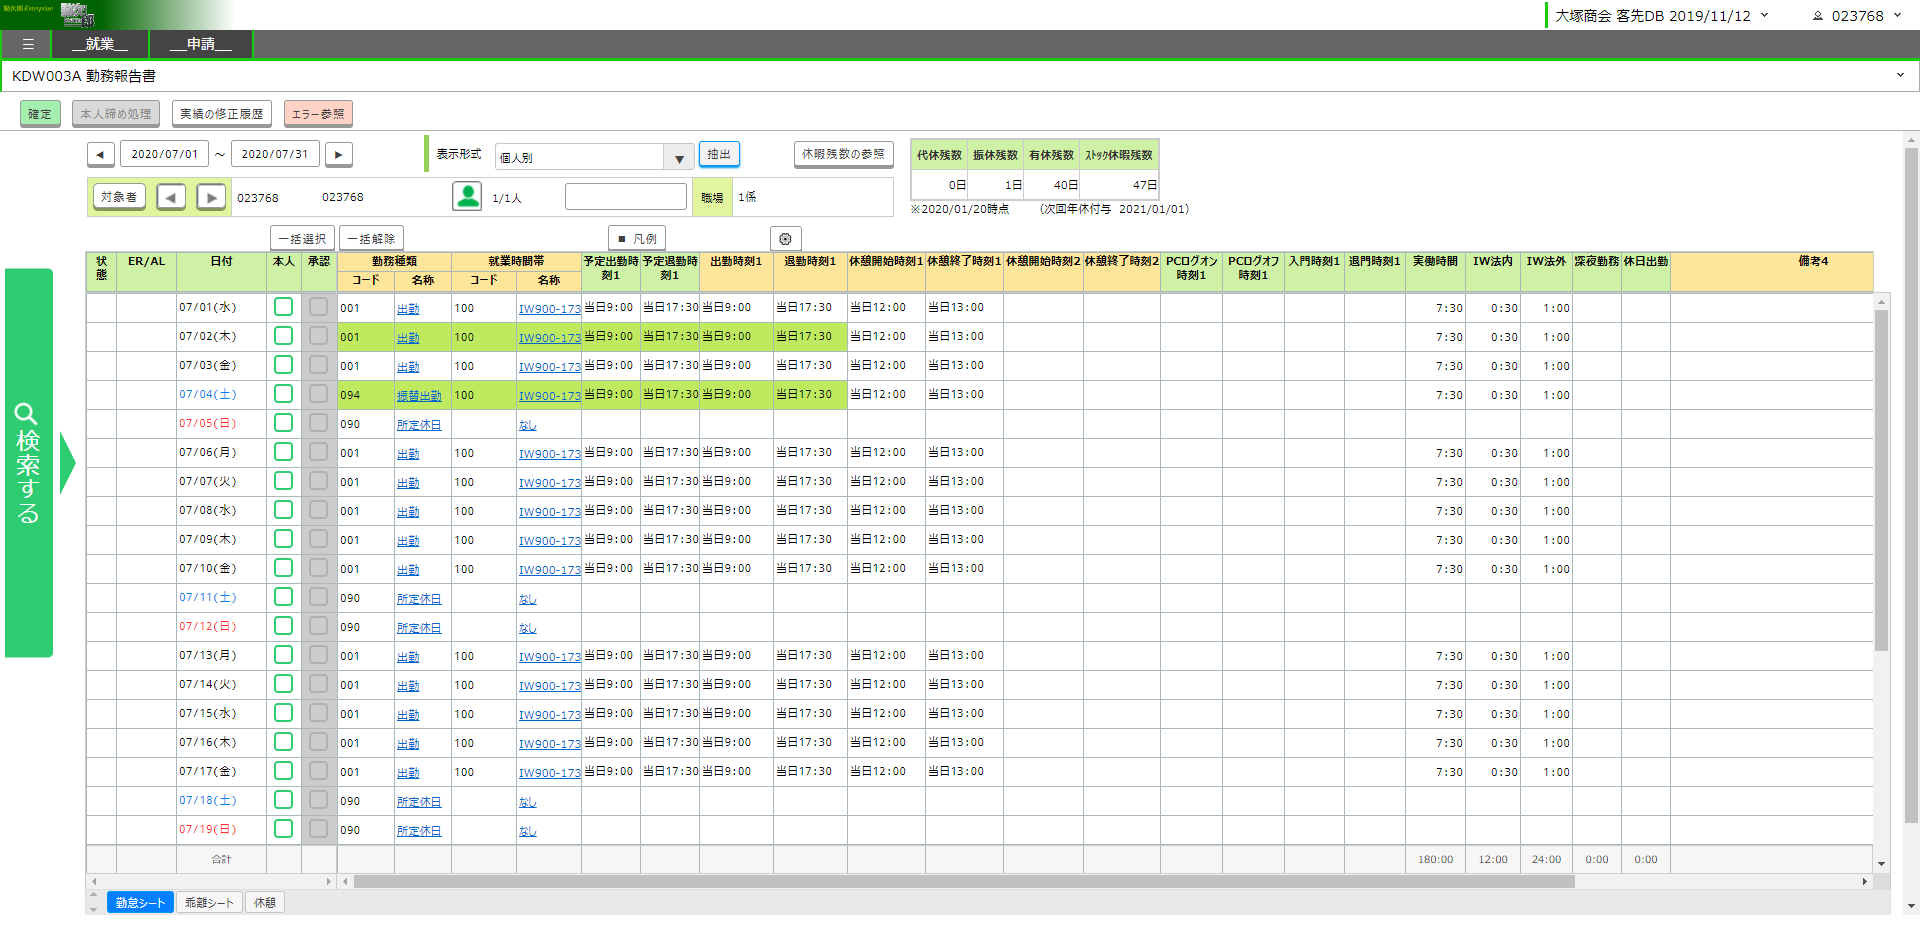 勤次郎 Enterprise
大塚商会 客先DB 2019/11/12
023768
__就業__ __申請__
KDW003A 勤務報告書
確定 本人締め処理 実績の修正履歴 エラー参照
2020/07/01 ～ 2020/07/31 表示形式 個人別 抽出 休暇残数の参照
代休残数 振休残数 有休残数 ｽﾄｯｸ休暇残数
0日 1日 40日 47日
※2020/01/20時点 （次回年休付与 2021/01/01）
対象者 023768 023768 1/1人 職場 1係
一括選択 一括解除 ■ 凡例
状態 ER/AL 日付 本人 承認 勤務種類 就業時間帯 予定出勤時刻1 予定退勤時刻1 出勤時刻1 退勤時刻1 休憩開始時刻1 休憩終了時刻1 休憩開始時刻2 休憩終了時刻2 PCログオン時刻1 PCログオフ時刻1 入門時刻1 退門時刻1 実働時間 IW法内 IW法外 深夜勤務 休日出勤 備考4
コード 名称 コード 名称
07/01(水) 001 出勤 100 IW900-173 当日9:00 当日17:30 当日9:00 当日17:30 当日12:00 当日13:00 7:30 0:30 1:00
07/02(木) 001 出勤 100 IW900-173 当日9:00 当日17:30 当日9:00 当日17:30 当日12:00 当日13:00 7:30 0:30 1:00
07/03(金) 001 出勤 100 IW900-173 当日9:00 当日17:30 当日9:00 当日17:30 当日12:00 当日13:00 7:30 0:30 1:00
07/04(土) 094 振替出勤 100 IW900-173 当日9:00 当日17:30 当日9:00 当日17:30 当日12:00 当日13:00 7:30 0:30 1:00
07/05(日) 090 所定休日 なし
07/06(月) 001 出勤 100 IW900-173 当日9:00 当日17:30 当日9:00 当日17:30 当日12:00 当日13:00 7:30 0:30 1:00
07/07(火) 001 出勤 100 IW900-173 当日9:00 当日17:30 当日9:00 当日17:30 当日12:00 当日13:00 7:30 0:30 1:00
07/08(水) 001 出勤 100 IW900-173 当日9:00 当日17:30 当日9:00 当日17:30 当日12:00 当日13:00 7:30 0:30 1:00
07/09(木) 001 出勤 100 IW900-173 当日9:00 当日17:30 当日9:00 当日17:30 当日12:00 当日13:00 7:30 0:30 1:00
07/10(金) 001 出勤 100 IW900-173 当日9:00 当日17:30 当日9:00 当日17:30 当日12:00 当日13:00 7:30 0:30 1:00
07/11(土) 090 所定休日 なし
07/12(日) 090 所定休日 なし
07/13(月) 001 出勤 100 IW900-173 当日9:00 当日17:30 当日9:00 当日17:30 当日12:00 当日13:00 7:30 0:30 1:00
07/14(火) 001 出勤 100 IW900-173 当日9:00 当日17:30 当日9:00 当日17:30 当日12:00 当日13:00 7:30 0:30 1:00
07/15(水) 001 出勤 100 IW900-173 当日9:00 当日17:30 当日9:00 当日17:30 当日12:00 当日13:00 7:30 0:30 1:00
07/16(木) 001 出勤 100 IW900-173 当日9:00 当日17:30 当日9:00 当日17:30 当日12:00 当日13:00 7:30 0:30 1:00
07/17(金) 001 出勤 100 IW900-173 当日9:00 当日17:30 当日9:00 当日17:30 当日12:00 当日13:00 7:30 0:30 1:00
07/18(土) 090 所定休日 なし
07/19(日) 090 所定休日 なし
合計 180:00 12:00 24:00 0:00 0:00
勤怠シート 乖離シート 休憩
検索する